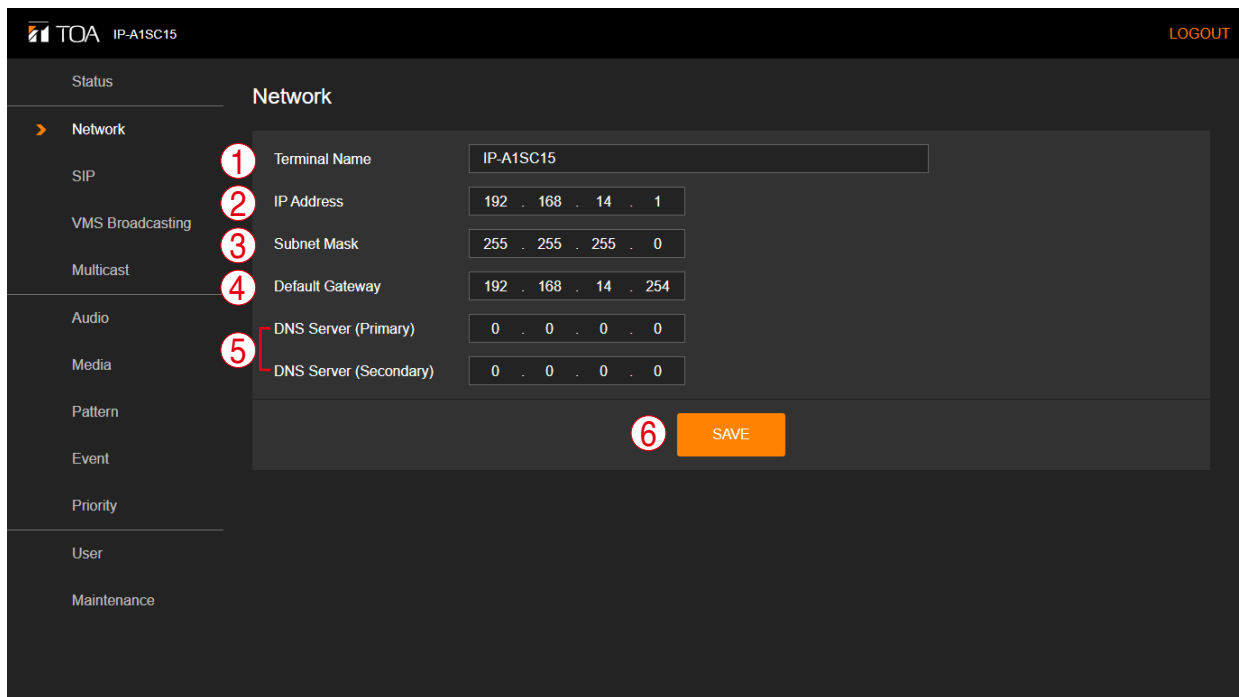 TOA IP-A1SC15 LOGOUT
Status
Network
SIP
VMS Broadcasting
Multicast
Audio
Media
Pattern
Event
Priority
User
Maintenance
Network
1 Terminal Name IP-A1SC15
2 IP Address 192 . 168 . 14 . 1
3 Subnet Mask 255 . 255 . 255 . 0
4 Default Gateway 192 . 168 . 14 . 254
5
DNS Server (Primary) 0 . 0 . 0 . 0
DNS Server (Secondary) 0 . 0 . 0 . 0
6 SAVE